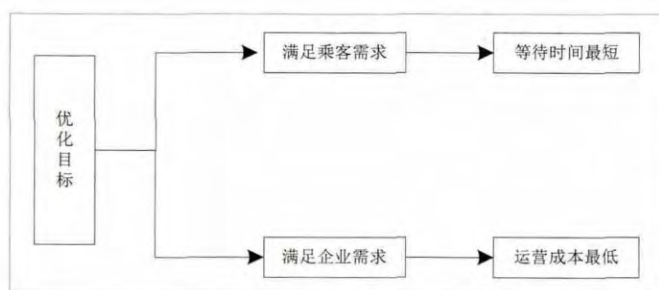 优化目标
满足乘客需求
等待时间最短
满足企业需求
运营成本最低